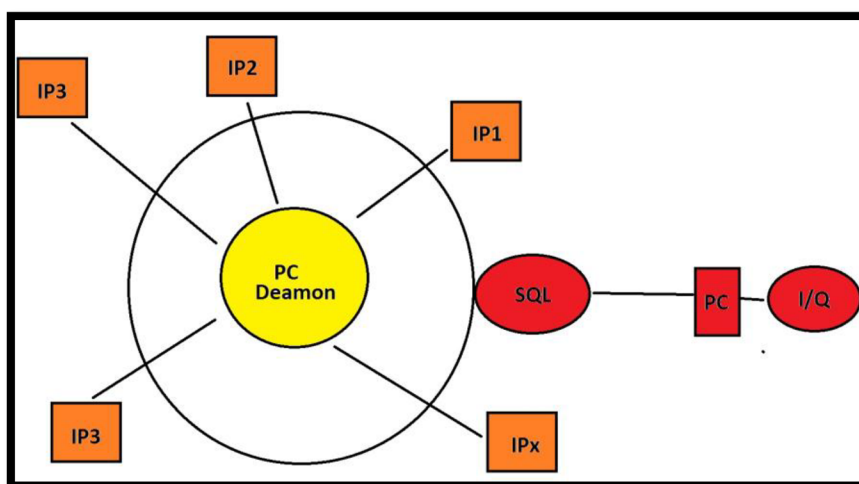 IP3
IP2
IP1
PC
Deamon
SQL
PC
I/Q
IP3
IPx